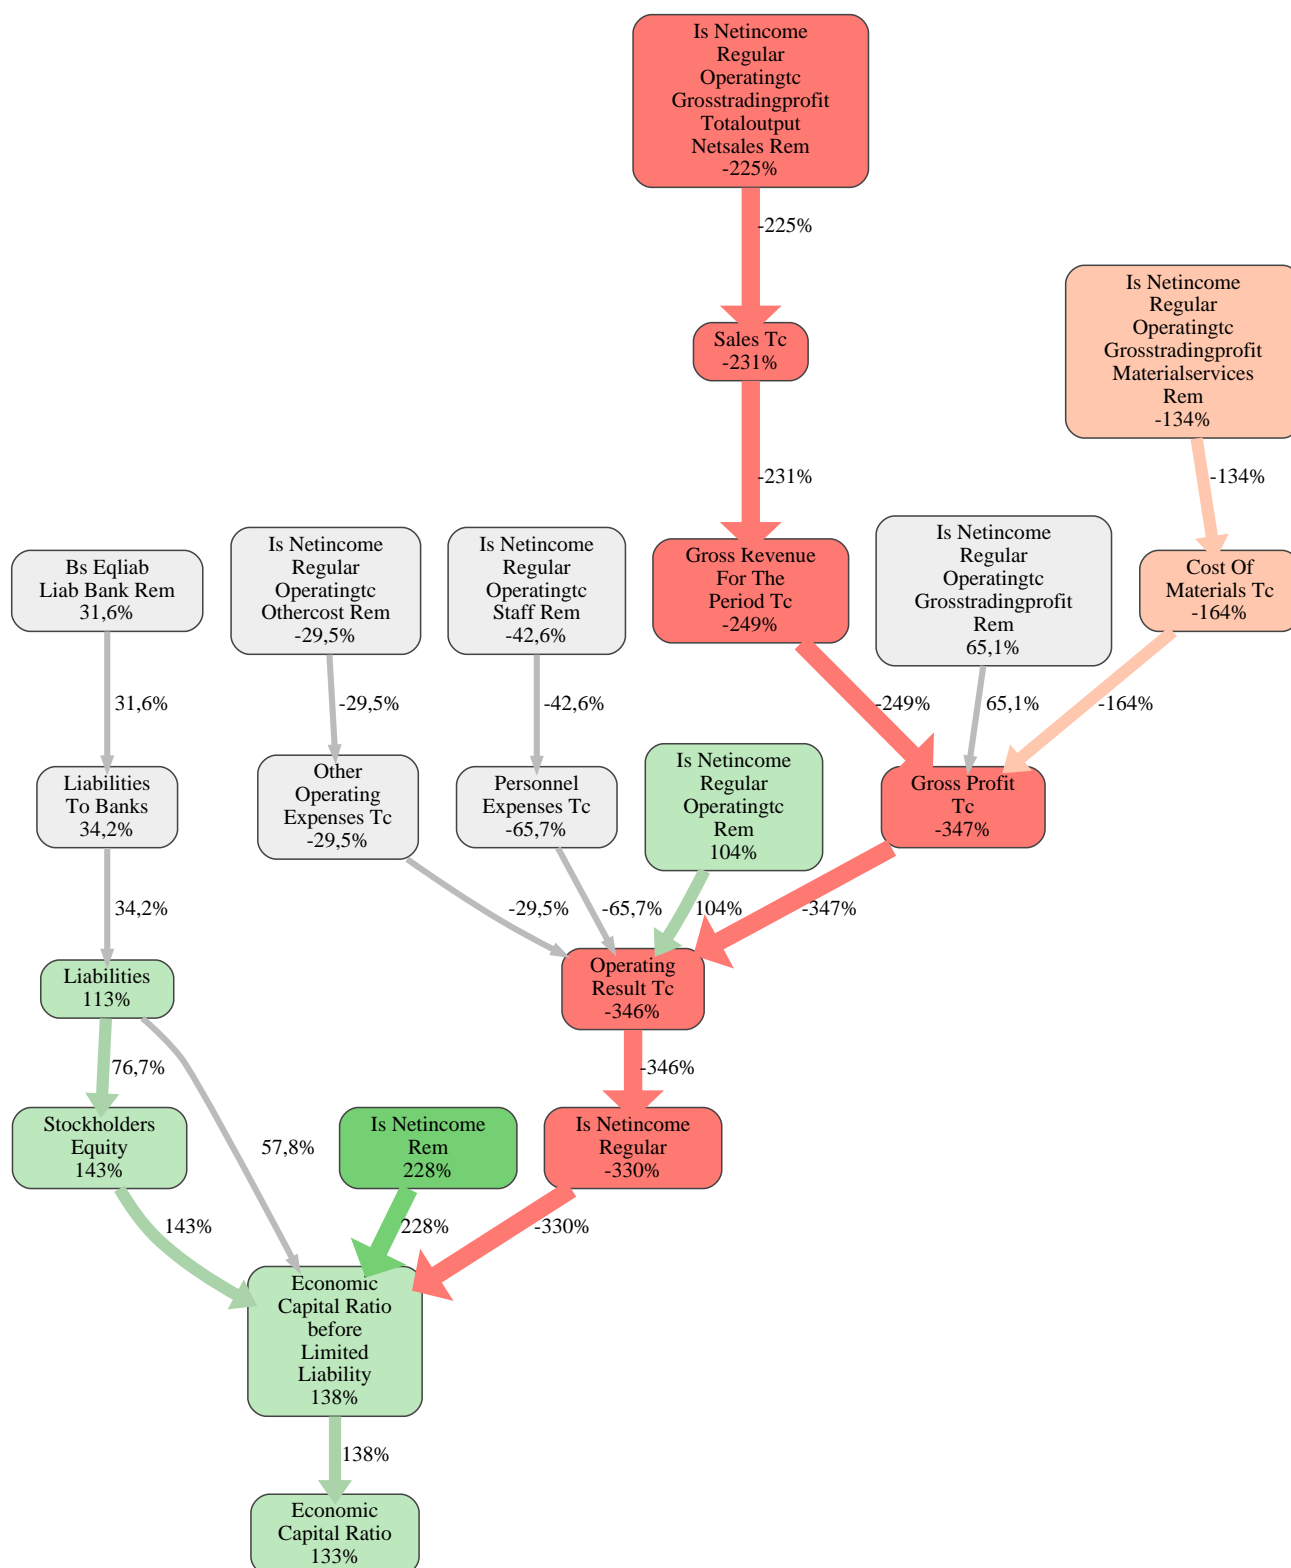 Is Netincome
Regular
Operatingtc
Grosstradingprofit
Totaloutput
Netsales Rem
-225%
-225%
Is Netincome
Regular
Operatingtc
Grosstradingprofit
Materialservices
Rem
-134%
Sales Tc
-231%
-231%
-134%
Bs Eqliab
Liab Bank Rem
31,6%
Is Netincome
Regular
Operatingtc
Othercost Rem
-29,5%
Is Netincome
Regular
Operatingtc
Staff Rem
-42,6%
Gross Revenue
For The
Period Tc
-249%
Is Netincome
Regular
Operatingtc
Grosstradingprofit
Rem
65,1%
Cost Of
Materials Tc
-164%
31,6%
-29,5%
-42,6%
-249%
65,1%
-164%
Liabilities
To Banks
34,2%
Other
Operating
Expenses Tc
-29,5%
Personnel
Expenses Tc
-65,7%
Is Netincome
Regular
Operatingtc
Rem
104%
Gross Profit
Tc
-347%
34,2%
-29,5%
-65,7%
104%
-347%
Liabilities
113%
Operating
Result Tc
-346%
76,7%
-346%
Stockholders
Equity
143%
57,8%
Is Netincome
Rem
228%
Is Netincome
Regular
-330%
143%
228%
-330%
Economic
Capital Ratio
before
Limited
Liability
138%
138%
Economic
Capital Ratio
133%